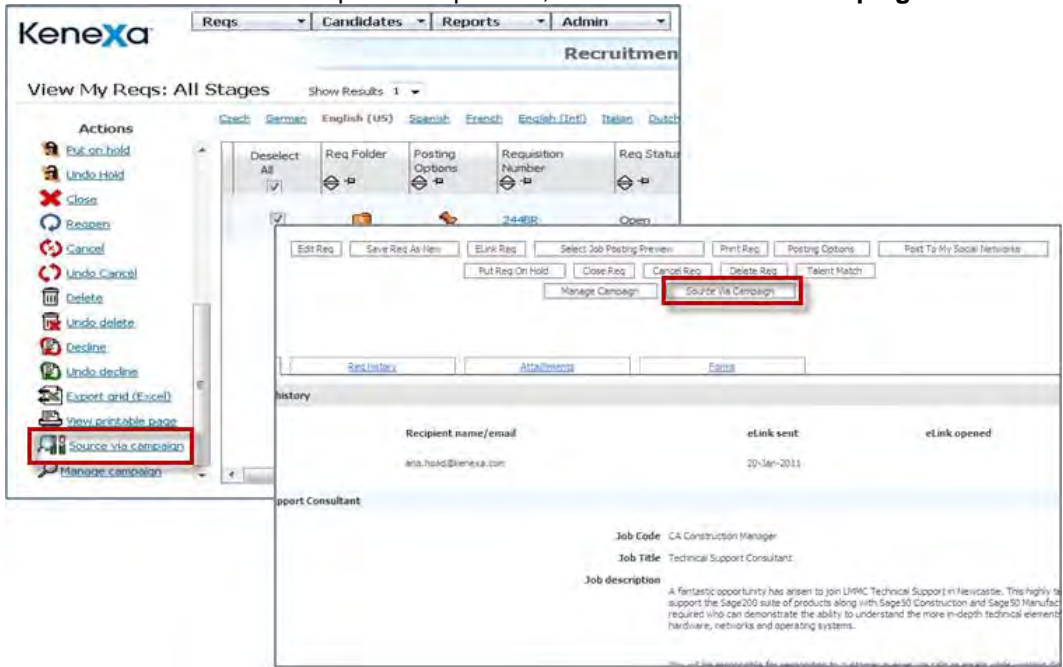 KeneXa
Reqs Candidates Reports Admin
Recruitmen
View My Reqs: All Stages Show Results 1
Czech German English (US) Spanish French English (Intl) Italian Dutch
Actions
Put on hold
Undo Hold
Close
Reopen
Cancel
Undo Cancel
Delete
Undo delete
Decline
Undo decline
Export grid (Excel)
View printable page
Source via campaign
Manage campaign
Deselect All
Req Folder
Posting Options
Requisition Number
Req Status
244BR Open
Edit Req Save Req As New eLink Req Select Job Posting Preview Print Req Posting Options Post To My Social Networks
Put Req On Hold Close Req Cancel Req Delete Req Talent Match
Manage Campaign Source Via Campaign
Req history Attachments Forms
history
Recipient name/email eLink sent eLink opened
20-Jan-2011
pport Consultant
Job Code CA Construction Manager
Job Title Technical Support Consultant
Job description
A fantastic opportunity has arisen to join LMMC Technical Support in Newcastle. This highly
support the Sage200 suite of products along with Sage50 Construction and Sage50 Manufac
required who can demonstrate the ability to understand the more in-depth technical element
hardware, networks and operating systems.